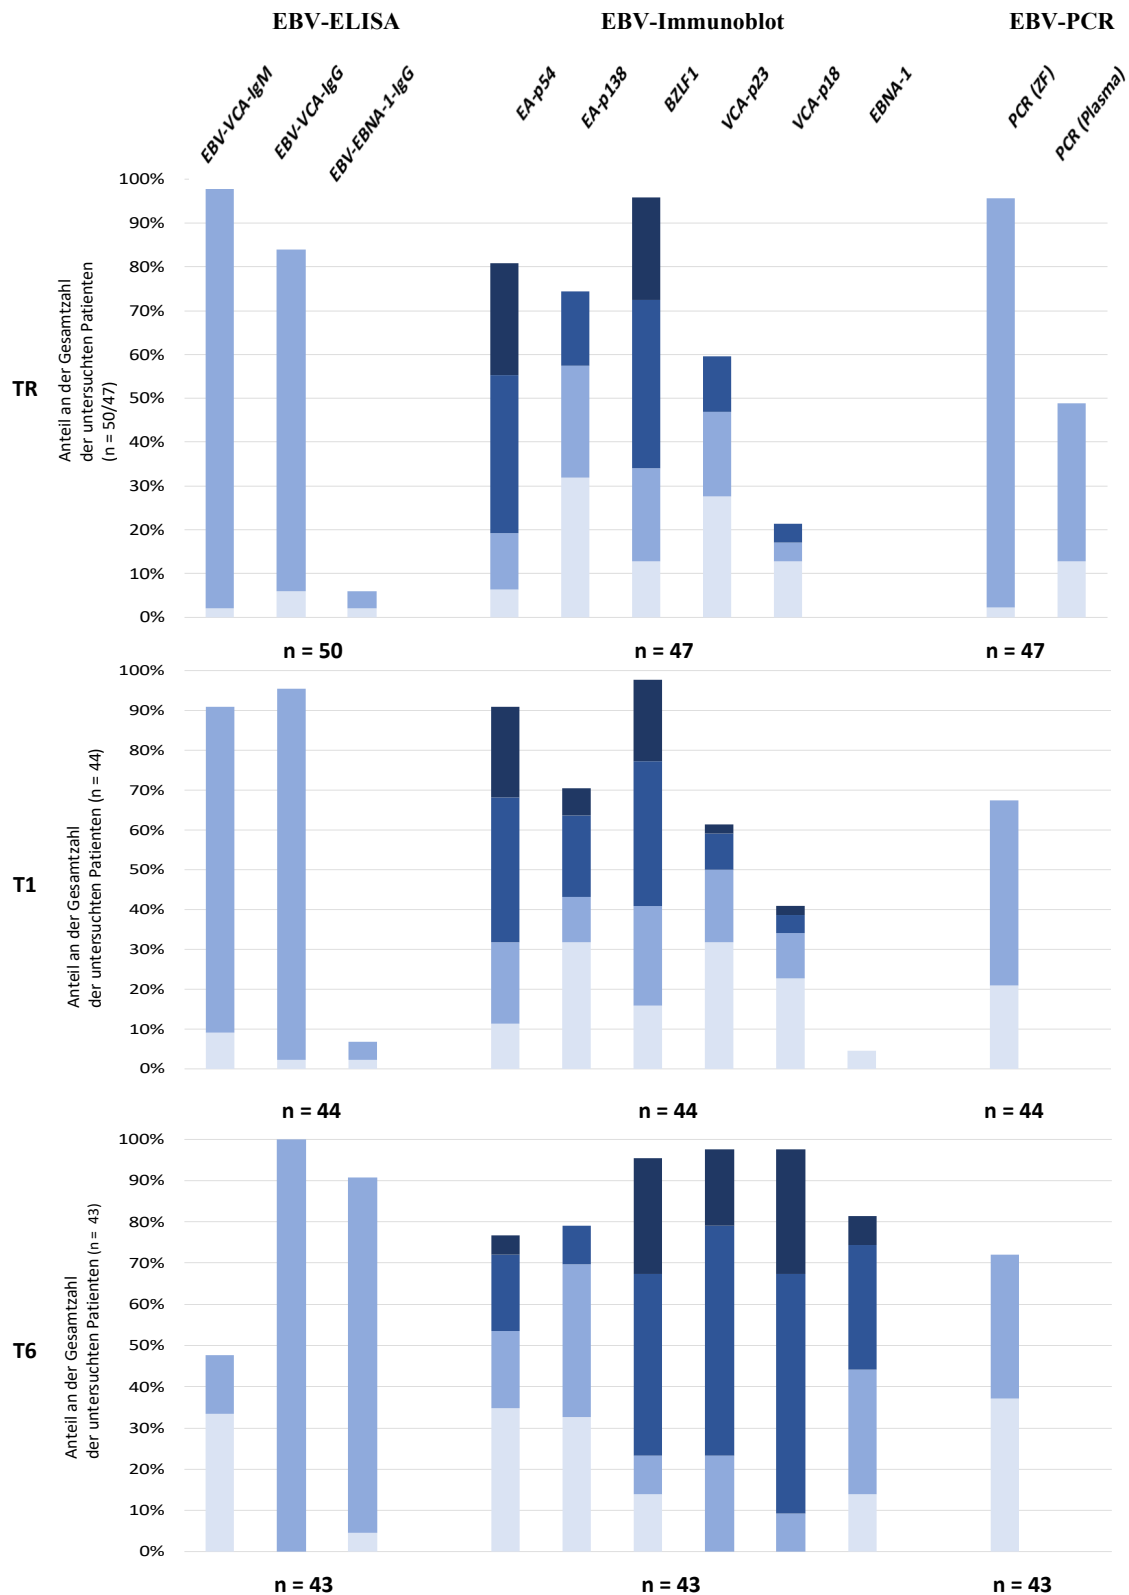 EBV-ELISA EBV-Immunoblot EBV-PCR
EBV-VCA-IgM EBV-VCA-IgG EBV-EBNA-1-IgG EA-p54 EA-p138 BZLF1 VCA-p23 VCA-p18 EBNA-1 PCR (ZF) PCR (Plasma)
TR
Anteil an der Gesamtzahl
der untersuchten Patienten
(n = 50/47)
100%
90%
80%
70%
60%
50%
40%
30%
20%
10%
0%
n = 50 n = 47 n = 47
T1
Anteil an der Gesamtzahl
der untersuchten Patienten (n = 44)
100%
90%
80%
70%
60%
50%
40%
30%
20%
10%
0%
n = 44 n = 44 n = 44
T6
Anteil an der Gesamtzahl
der untersuchten Patienten (n = 43)
100%
90%
80%
70%
60%
50%
40%
30%
20%
10%
0%
n = 43 n = 43 n = 43